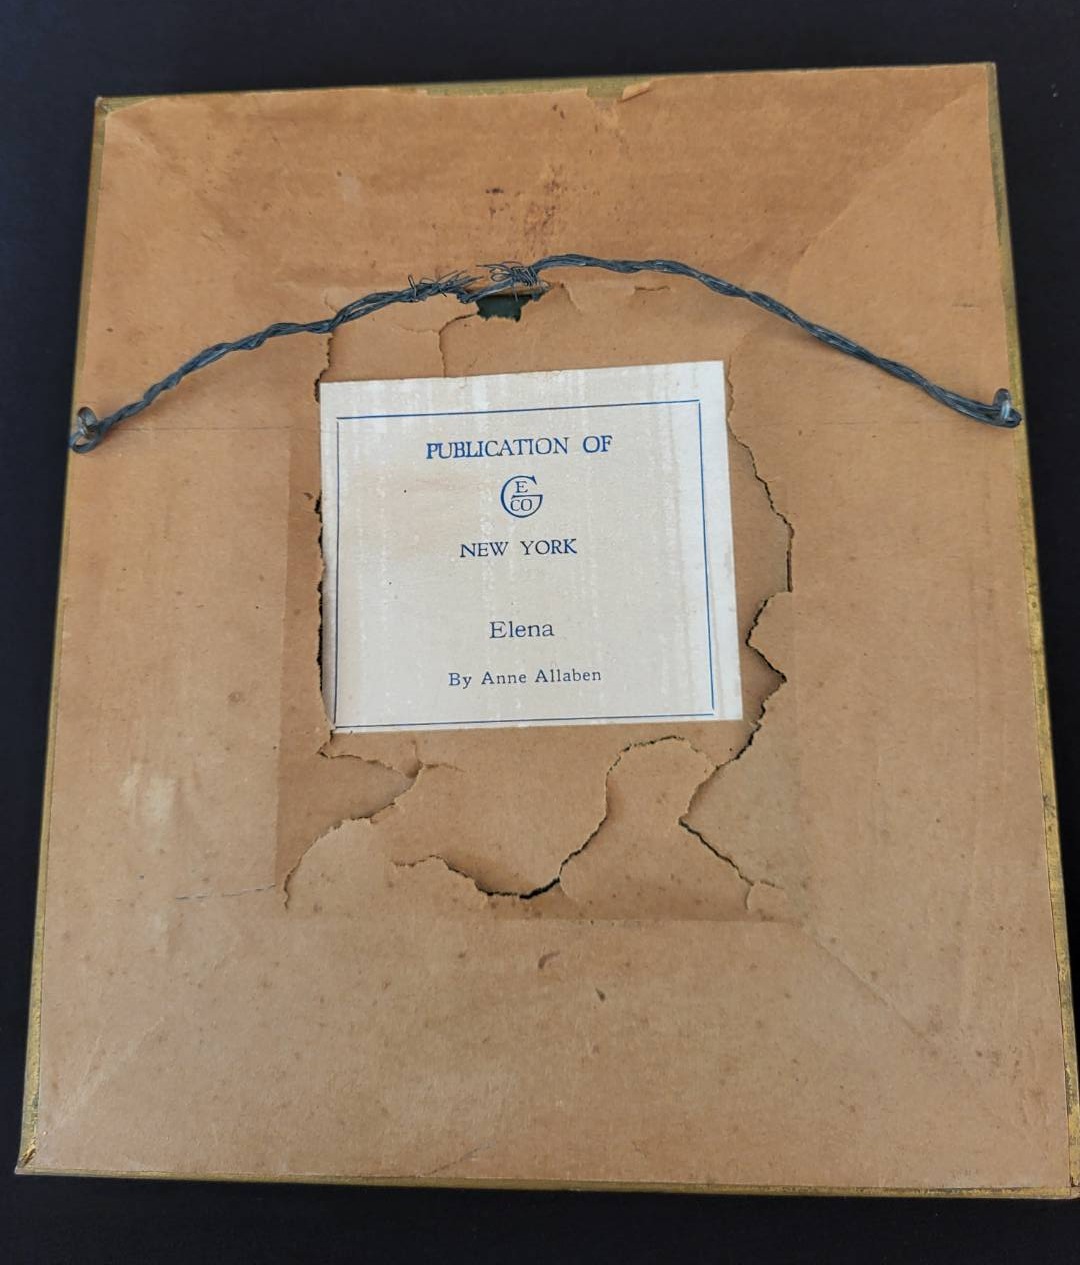 PUBLICATION OF
G E CO
NEW YORK
Elena
By Anne Allaben